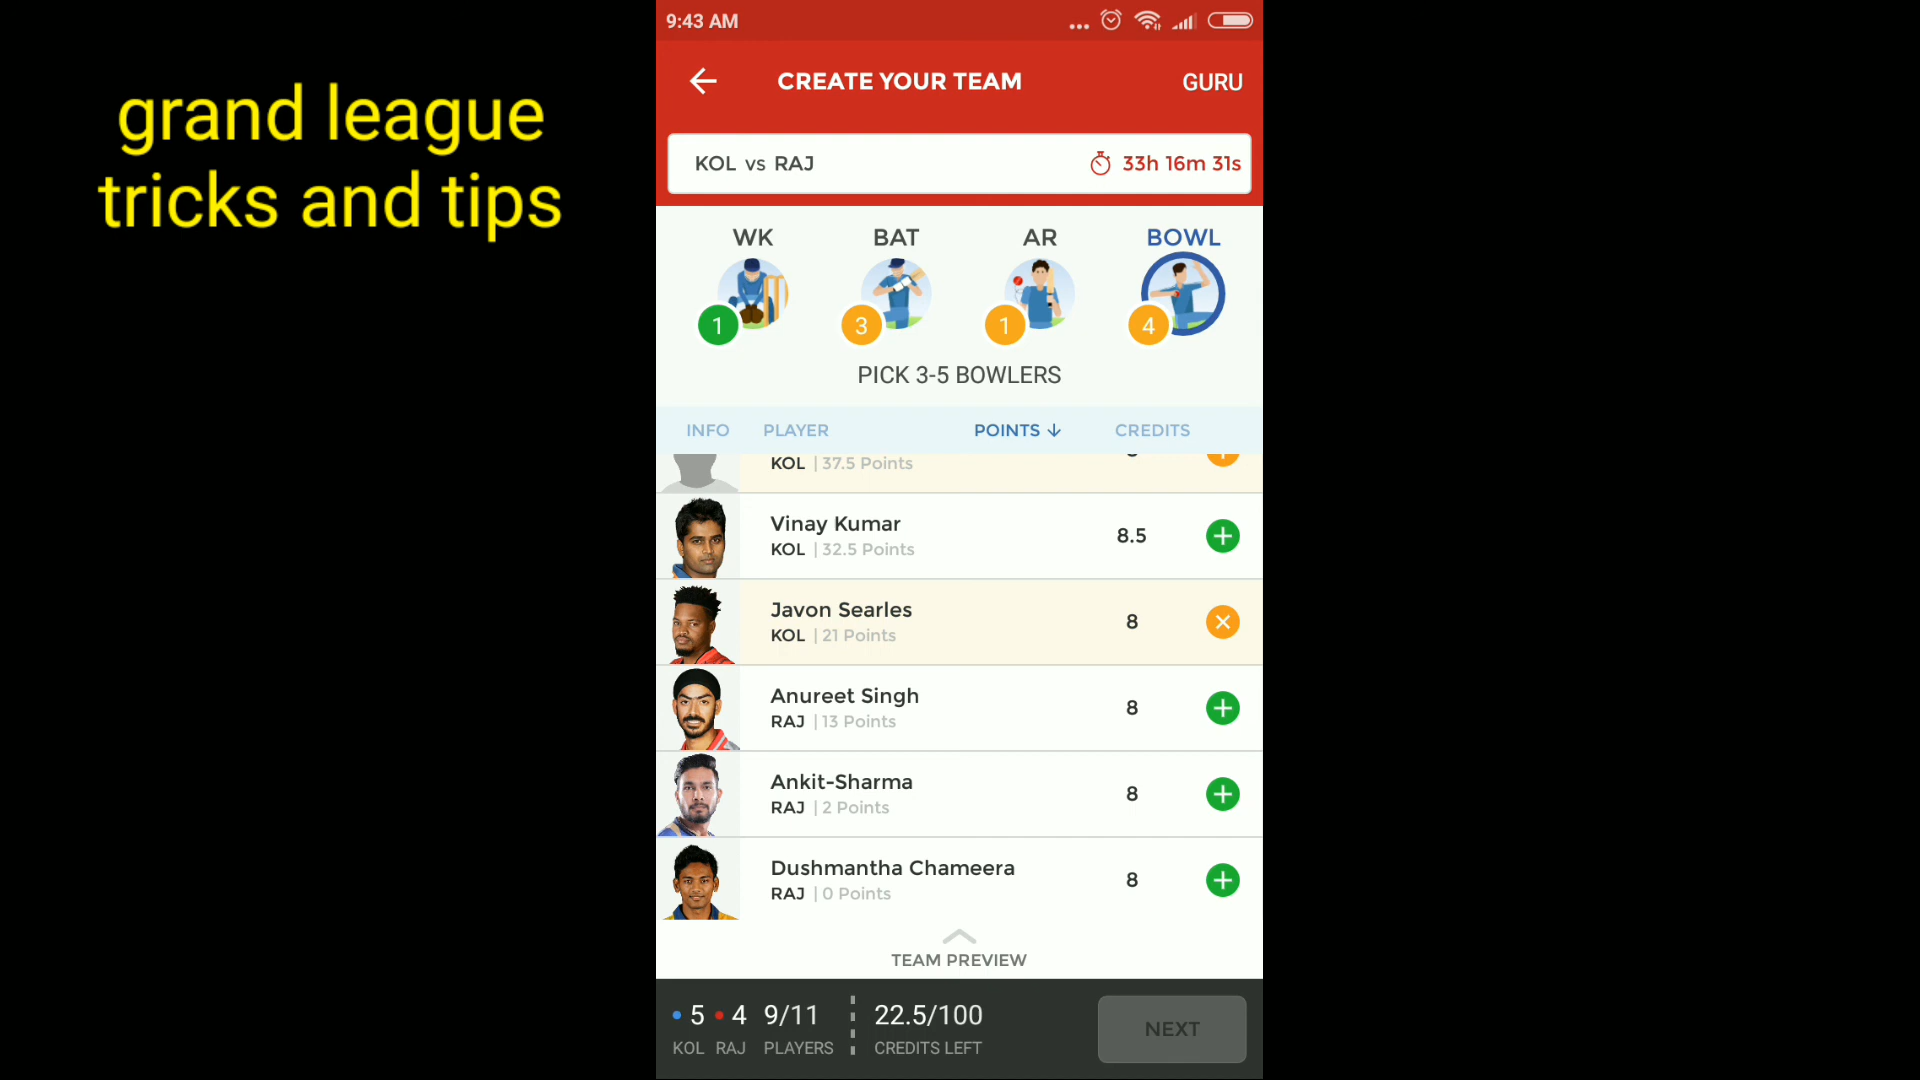 grand league
tricks and tips
9:43 AM
CREATE YOUR TEAM
GURU
KOL vs RAJ
33h 16m 31s
WK
BAT
AR
BOWL
1
3
1
4
PICK 3-5 BOWLERS
INFO
PLAYER
POINTS
CREDITS
KOL | 37.5 Points
Vinay Kumar
KOL | 32.5 Points
8.5
Javon Searles
KOL | 21 Points
8
Anureet Singh
RAJ | 13 Points
8
Ankit-Sharma
RAJ | 2 Points
8
Dushmantha Chameera
RAJ | 0 Points
8
TEAM PREVIEW
5 4 9/11
22.5/100
KOL RAJ PLAYERS
CREDITS LEFT
NEXT